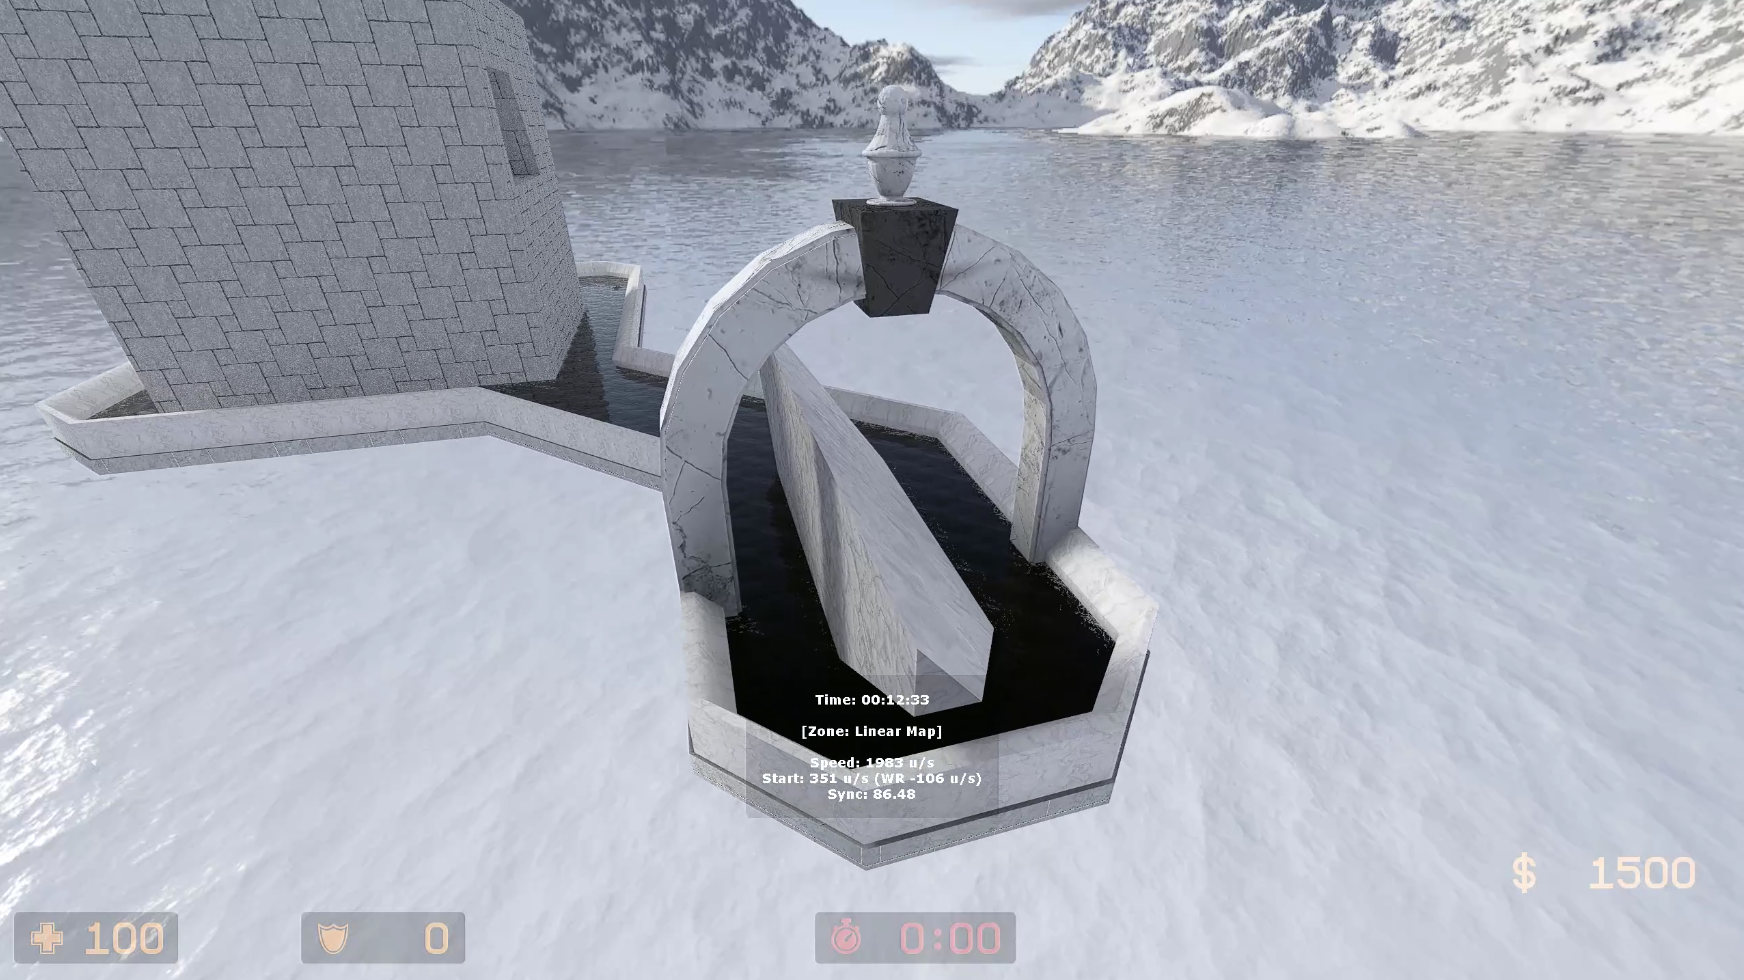 Time: 00:12:33
[Zone: Linear Map]
Speed: 1983 u/s
Start: 351 u/s (WR -106 u/s)
Sync: 86.48
$ 1500
100
0
0:00